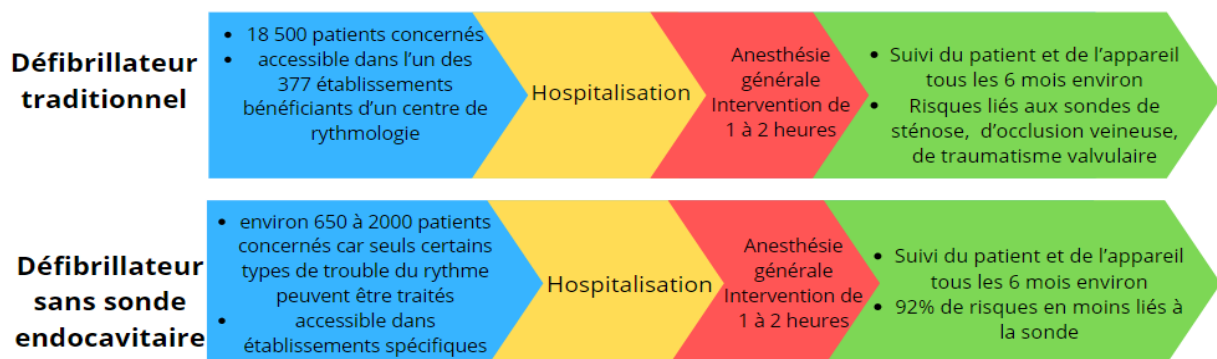 Défibrillateur
traditionnel
• 18 500 patients concernés
• accessible dans l'un des
377 établissements
bénéficiants d'un centre de
rythmologie
Hospitalisation
Anesthésie
générale
Intervention de
1 à 2 heures
• Suivi du patient et de l'appareil
tous les 6 mois environ
• Risques liés aux sondes de
sténose, d'occlusion veineuse,
de traumatisme valvulaire
Défibrillateur
sans sonde
endocavitaire
• environ 650 à 2000 patients
concernés car seuls certains
types de trouble du rythme
peuvent être traités
• accessible dans
établissements spécifiques
Hospitalisation
Anesthésie
générale
Intervention de
1 à 2 heures
• Suivi du patient et de l'appareil
tous les 6 mois environ
• 92% de risques en moins liés à
la sonde